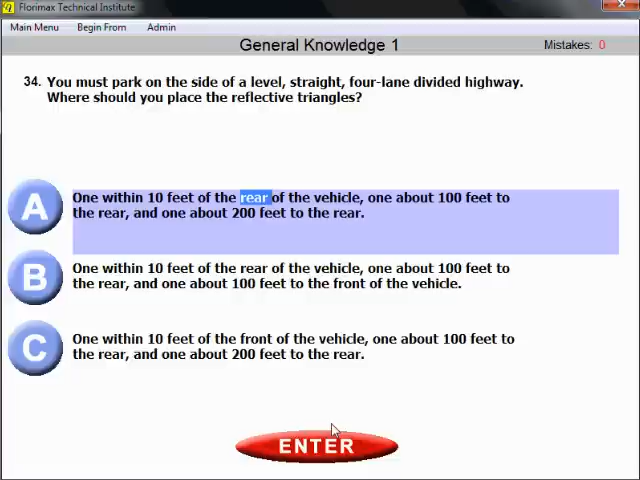 Florimax Technical Institute
Main Menu Begin From Admin
General Knowledge 1 Mistakes: 0
34. You must park on the side of a level, straight, four-lane divided highway.
Where should you place the reflective triangles?
A One within 10 feet of the rear of the vehicle, one about 100 feet to
the rear, and one about 200 feet to the rear.
B One within 10 feet of the rear of the vehicle, one about 100 feet to
the rear, and one about 100 feet to the front of the vehicle.
C One within 10 feet of the front of the vehicle, one about 100 feet to
the rear, and one about 200 feet to the rear.
ENTER